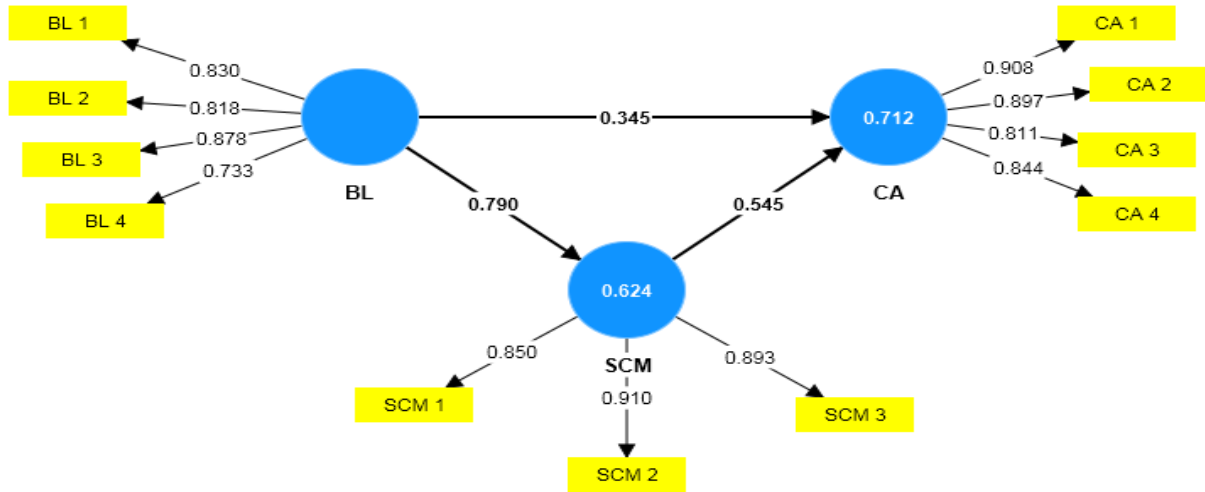 BL 1
BL 2
BL 3
BL 4
0.830
0.818
0.878
0.733
BL
0.345
0.790
0.545
0.712
CA
0.908
0.897
0.811
0.844
CA 1
CA 2
CA 3
CA 4
0.624
SCM
0.850
0.910
0.893
SCM 1
SCM 2
SCM 3